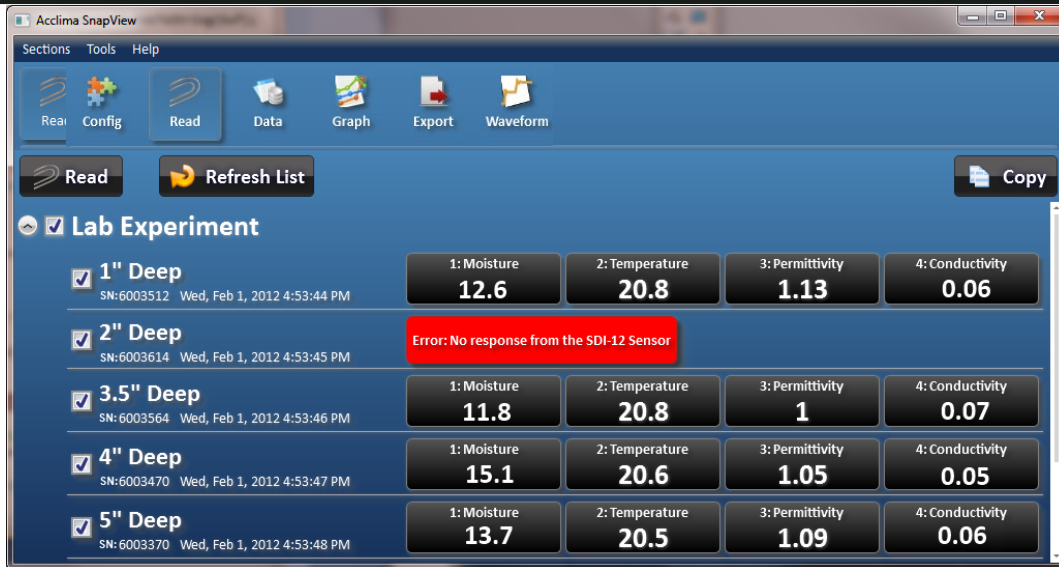 Acclima SnapView
Sections Tools Help
Read Config Read Data Graph Export Waveform
Read Refresh List Copy
Lab Experiment
1" Deep
SN:6003512 Wed, Feb 1, 2012 4:53:44 PM
1: Moisture 2: Temperature 3: Permittivity 4: Conductivity
12.6 20.8 1.13 0.06
2" Deep
SN:6003614 Wed, Feb 1, 2012 4:53:45 PM
Error: No response from the SDI-12 Sensor
3.5" Deep
SN:6003564 Wed, Feb 1, 2012 4:53:46 PM
1: Moisture 2: Temperature 3: Permittivity 4: Conductivity
11.8 20.8 1 0.07
4" Deep
SN:6003470 Wed, Feb 1, 2012 4:53:47 PM
1: Moisture 2: Temperature 3: Permittivity 4: Conductivity
15.1 20.6 1.05 0.05
5" Deep
SN:6003370 Wed, Feb 1, 2012 4:53:48 PM
1: Moisture 2: Temperature 3: Permittivity 4: Conductivity
13.7 20.5 1.09 0.06